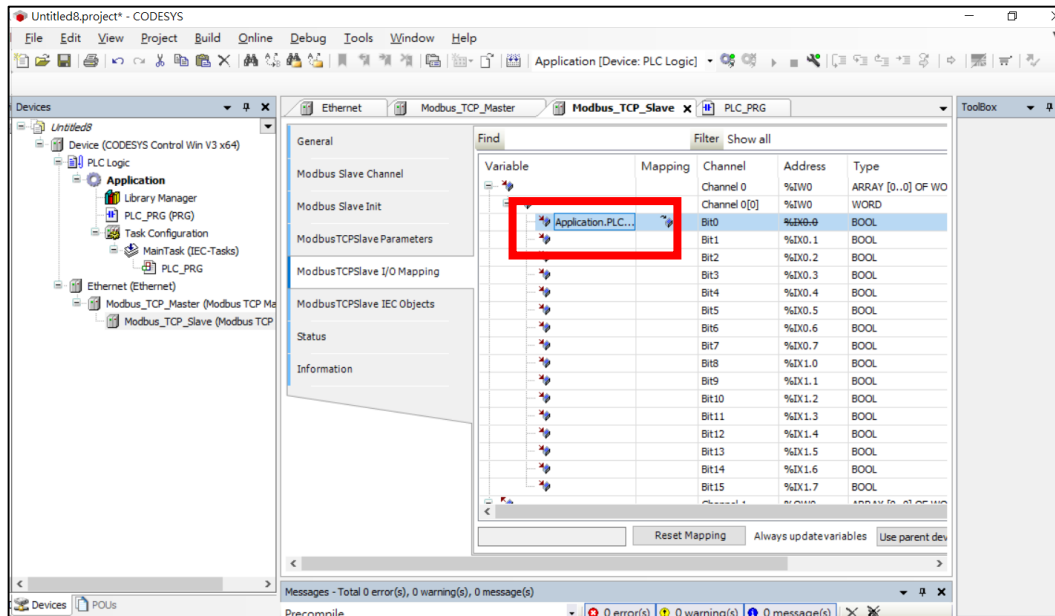 Untitled8.project* - CODESYS
File Edit View Project Build Online Debug Tools Window Help
Application [Device: PLC Logic]
Devices
Untitled8
Device (CODESYS Control Win V3 x64)
PLC Logic
Application
Library Manager
PLC_PRG (PRG)
Task Configuration
MainTask (IEC-Tasks)
PLC_PRG
Ethernet (Ethernet)
Modbus_TCP_Master (Modbus TCP Ma
Modbus_TCP_Slave (Modbus TCP
Devices POUs
Ethernet Modbus_TCP_Master Modbus_TCP_Slave PLC_PRG
General
Modbus Slave Channel
Modbus Slave Init
ModbusTCPSlave Parameters
ModbusTCPSlave I/O Mapping
ModbusTCPSlave IEC Objects
Status
Information
Find Filter Show all
Variable Mapping Channel Address Type
Channel 0 %IW0 ARRAY [0..0] OF WO
Channel 0[0] %IW0 WORD
Application.PLC... Bit0 %IX0.0 BOOL
Bit1 %IX0.1 BOOL
Bit2 %IX0.2 BOOL
Bit3 %IX0.3 BOOL
Bit4 %IX0.4 BOOL
Bit5 %IX0.5 BOOL
Bit6 %IX0.6 BOOL
Bit7 %IX0.7 BOOL
Bit8 %IX1.0 BOOL
Bit9 %IX1.1 BOOL
Bit10 %IX1.2 BOOL
Bit11 %IX1.3 BOOL
Bit12 %IX1.4 BOOL
Bit13 %IX1.5 BOOL
Bit14 %IX1.6 BOOL
Bit15 %IX1.7 BOOL
Channel 1 %QW0 ARRAY [0..0] OF WO
Reset Mapping Always update variables Use parent dev
ToolBox
Messages - Total 0 error(s), 0 warning(s), 0 message(s)
Precompile 0 error(s) 0 warning(s) 0 message(s)